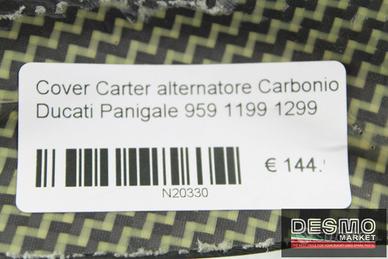 Cover Carter alternatore Carbonio
Ducati Panigale 959 1199 1299
€ 144.
N20330
DESMO
MARKET